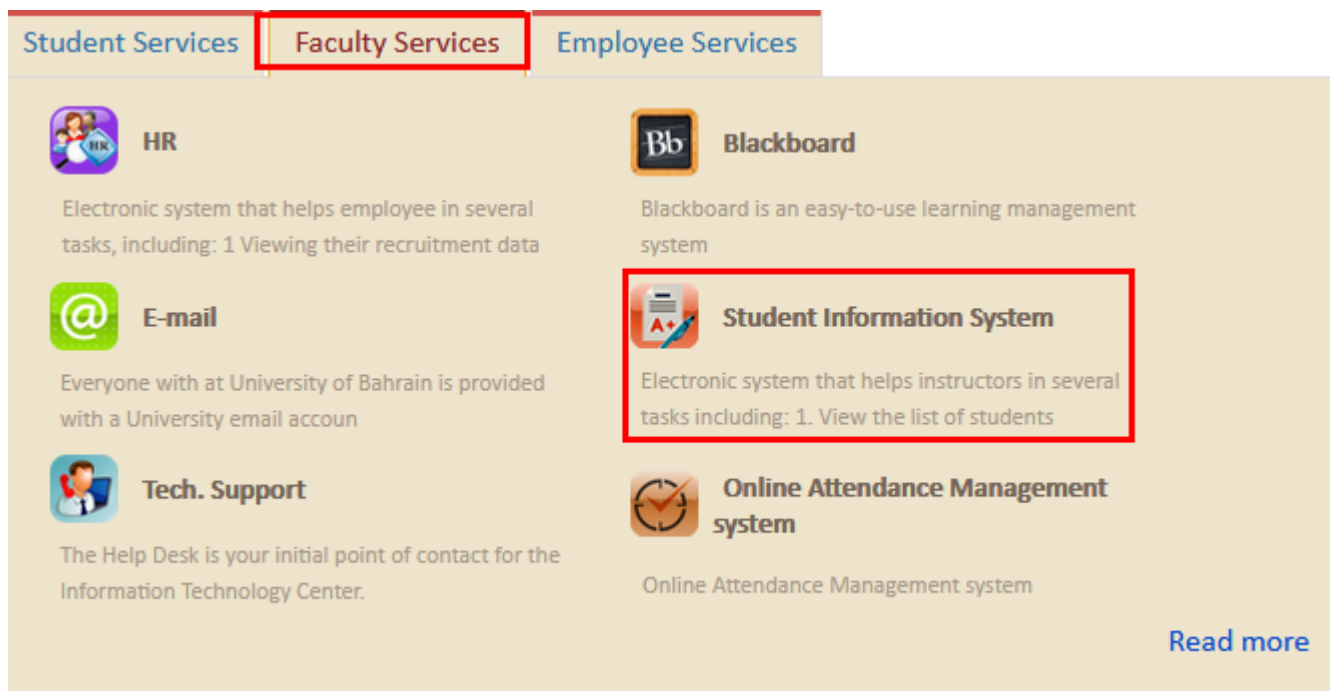 Student Services
Faculty Services
Employee Services
HR
HR
Electronic system that helps employee in several
tasks, including: 1 Viewing their recruitment data
Bb
Blackboard
Blackboard is an easy-to-use learning management
system
@
E-mail
Everyone with at University of Bahrain is provided
with a University email accoun
A+
Student Information System
Electronic system that helps instructors in several
tasks including: 1. View the list of students
Tech. Support
The Help Desk is your initial point of contact for the
Information Technology Center.
Online Attendance Management
system
Online Attendance Management system
Read more